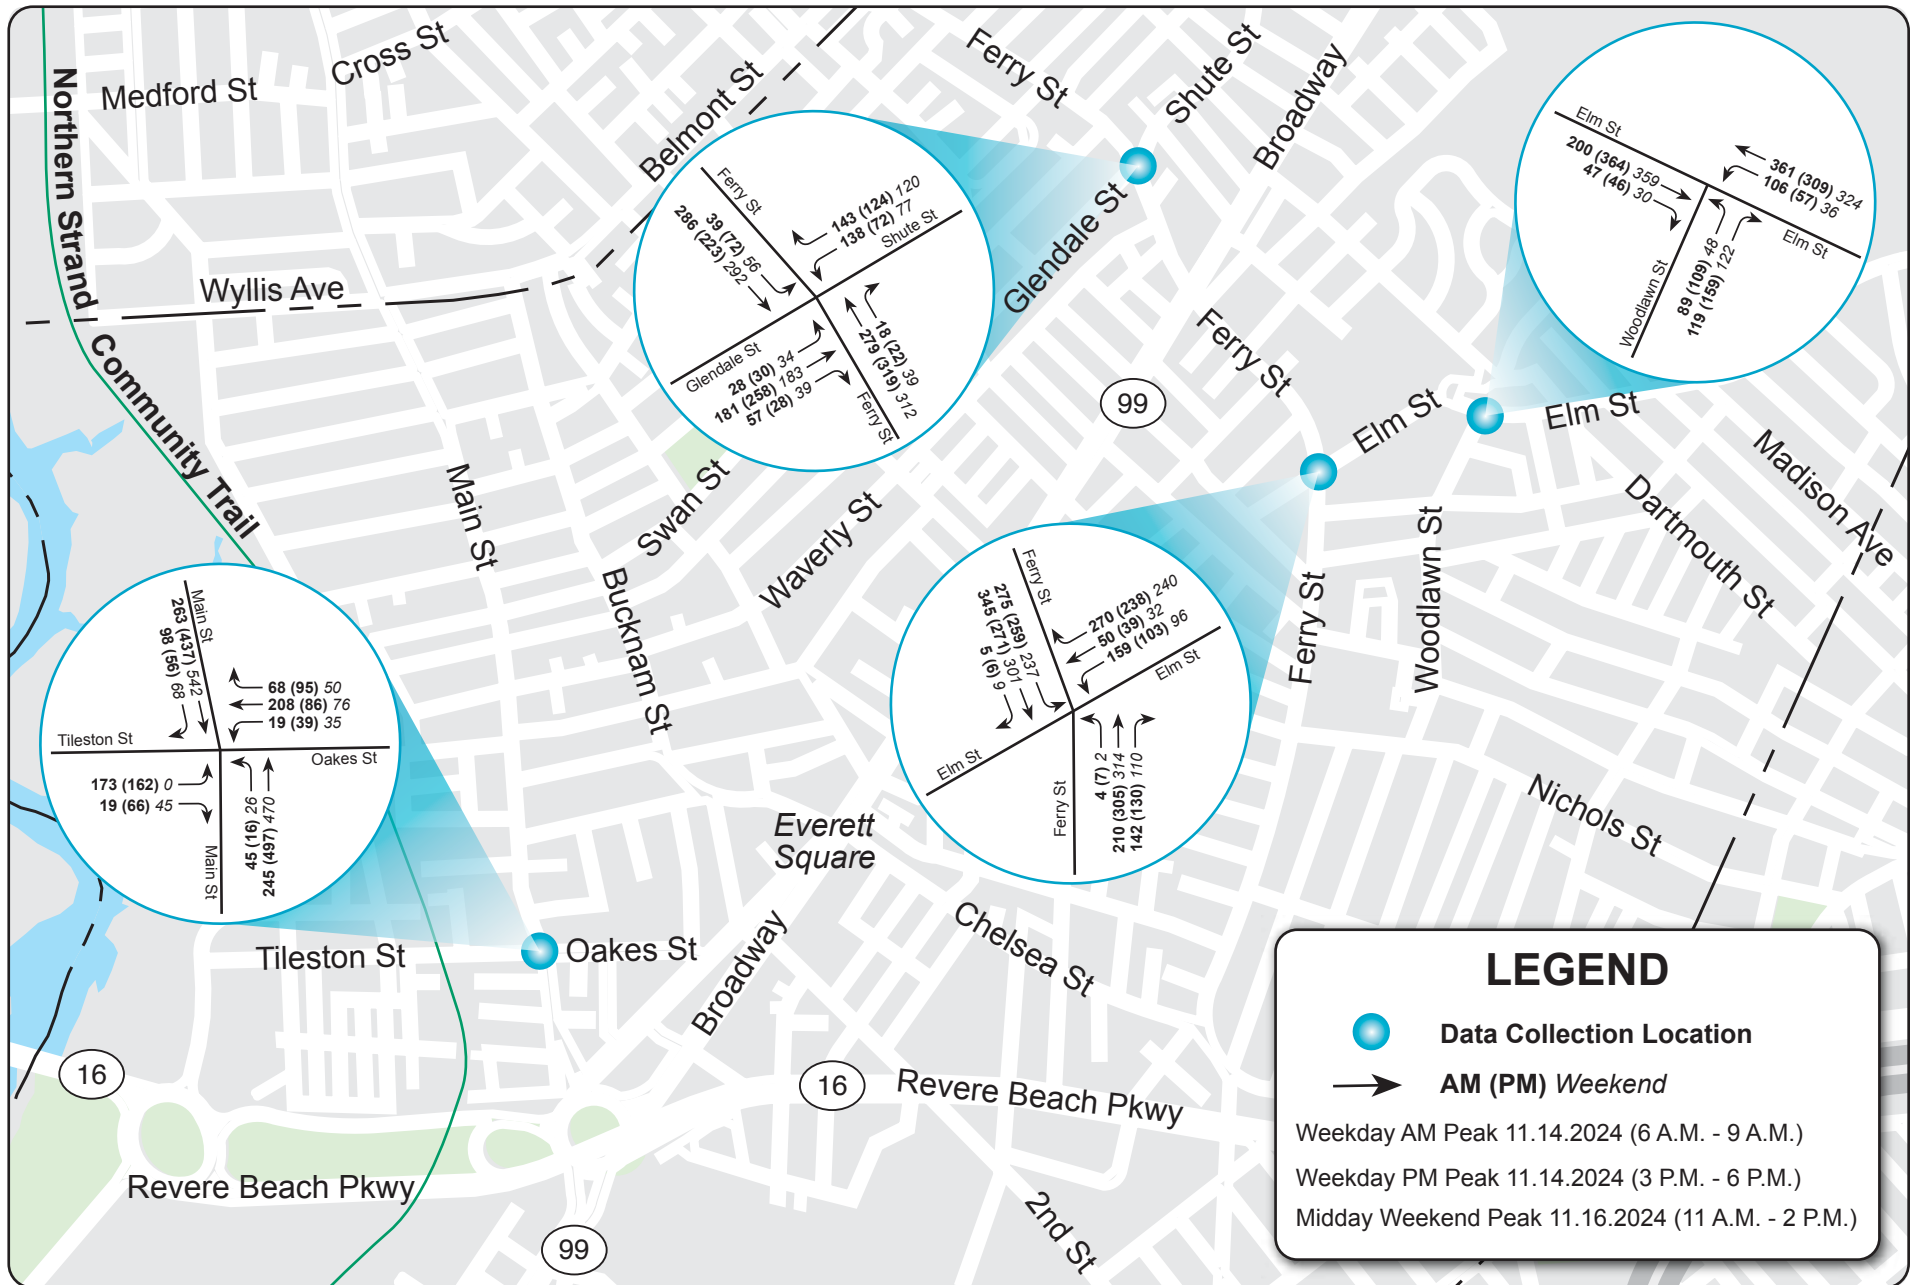 Northern Strand
Community Trail
Medford St
Cross St
Belmont St
Ferry St
Shute St
Broadway
Glendale St
Wyllis Ave
Main St
Swan St
Bucknam St
Waverly St
99
Ferry St
Elm St
Elm St
Madison Ave
Dartmouth St
Woodlawn St
Ferry St
Nichols St
Everett
Square
Chelsea St
Broadway
Tileston St
Oakes St
16
16
Revere Beach Pkwy
Revere Beach Pkwy
99
2nd St
Ferry St
39 (72) 56
286 (223) 292
143 (124) 120
138 (72) 77
Shute St
Glendale St
28 (30) 34
181 (258) 183
57 (28) 39
18 (22) 39
279 (319) 312
Ferry St
Elm St
200 (364) 359
47 (46) 30
361 (309) 324
106 (57) 36
Elm St
Woodlawn St
89 (109) 48
119 (159) 122
Ferry St
275 (259) 237
345 (271) 301
5 (6) 9
270 (238) 240
50 (39) 32
159 (103) 96
Elm St
Elm St
Ferry St
4 (7) 2
210 (305) 314
142 (130) 110
Main St
263 (437) 542
98 (56) 68
68 (95) 50
208 (86) 76
19 (39) 35
Tileston St
Oakes St
173 (162) 0
19 (66) 45
Main St
45 (16) 26
245 (497) 470
LEGEND
Data Collection Location
AM (PM) Weekend
Weekday AM Peak 11.14.2024 (6 A.M. - 9 A.M.)
Weekday PM Peak 11.14.2024 (3 P.M. - 6 P.M.)
Midday Weekend Peak 11.16.2024 (11 A.M. - 2 P.M.)